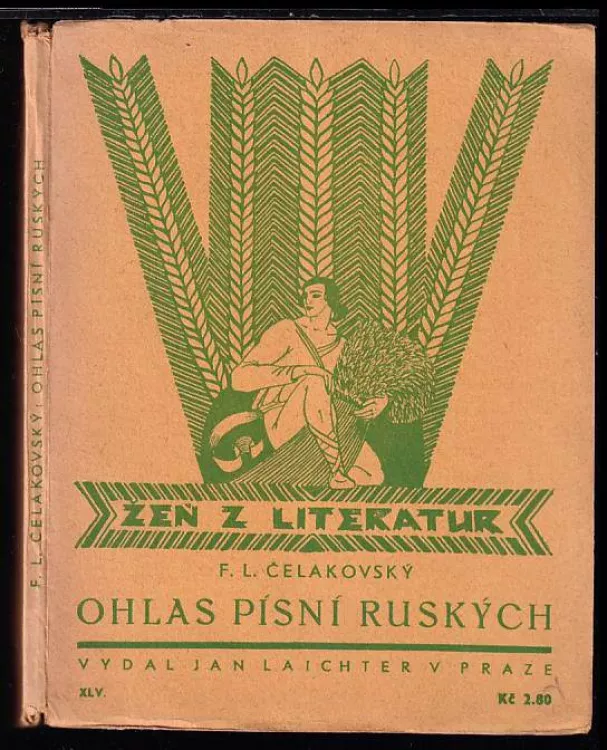 F. L. ČELAKOVSKÝ: OHLAS PÍSNÍ RUSKÝCH
ŽEŇ Z LITERATUR
F. L. ČELAKOVSKÝ
OHLAS PÍSNÍ RUSKÝCH
VYDAL JAN LAICHTER V PRAZE
XLV.
Kč 2.80